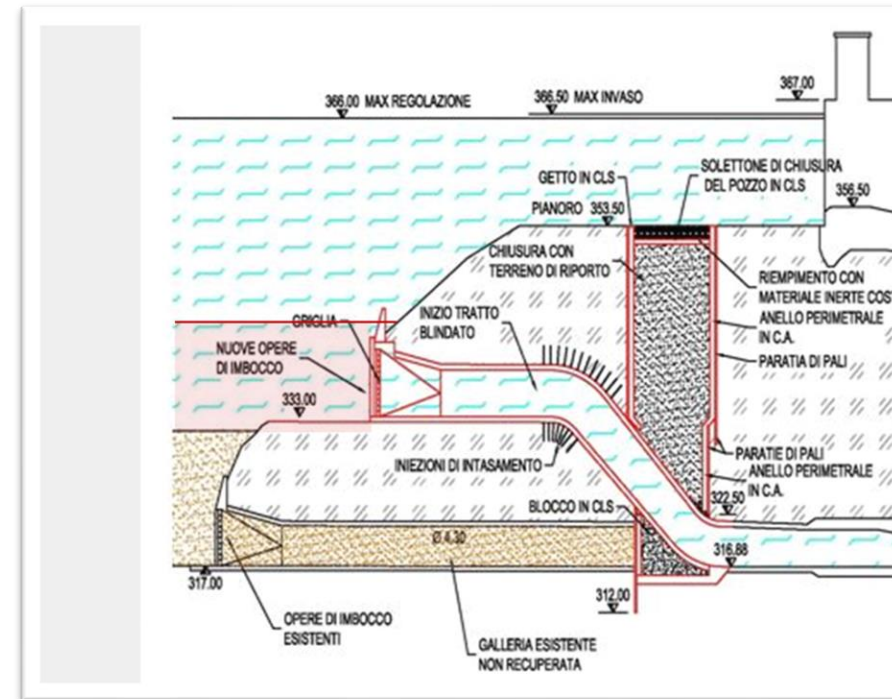 366.00 MAX REGOLAZIONE
366.50 MAX INVASO
367.00
GETTO IN CLS
SOLETTONE DI CHIUSURA
DEL POZZO IN CLS
PIANORO 353.50
356.50
CHIUSURA CON
TERRENO DI RIPORTO
RIEMPIMENTO CON
MATERIALE INERTE COST
ANELLO PERIMETRALE
IN C.A.
PARATIA DI PALI
GRIGLIA
INIZIO TRATTO
BLINDATO
NUOVE OPERE
DI IMBOCCO
333.00
INIEZIONI DI INTASAMENTO
PARATIE DI PALI
ANELLO PERIMETRALE
IN C.A.
BLOCCO IN CLS
322.50
Ø 4.30
316.88
317.00
312.00
OPERE DI IMBOCCO
ESISTENTI
GALLERIA ESISTENTE
NON RECUPERATA